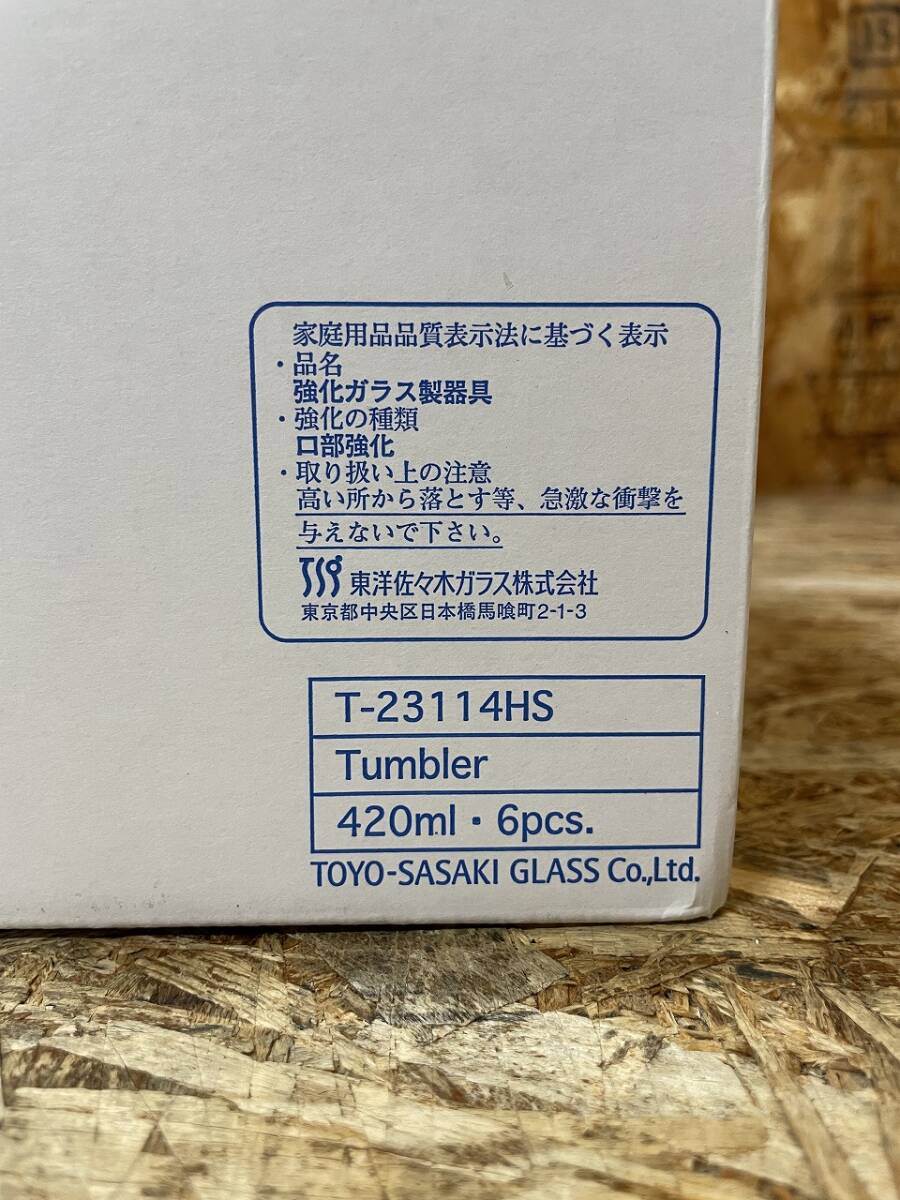 家庭用品品質表示法に基づく表示
・品名
強化ガラス製器具
・強化の種類
口部強化
・取り扱い上の注意
高い所から落とす等、急激な衝撃を
与えないで下さい。
TSG 東洋佐々木ガラス株式会社
東京都中央区日本橋馬喰町2-1-3
T-23114HS
Tumbler
420ml・6pcs.
TOYO-SASAKI GLASS Co.,Ltd.